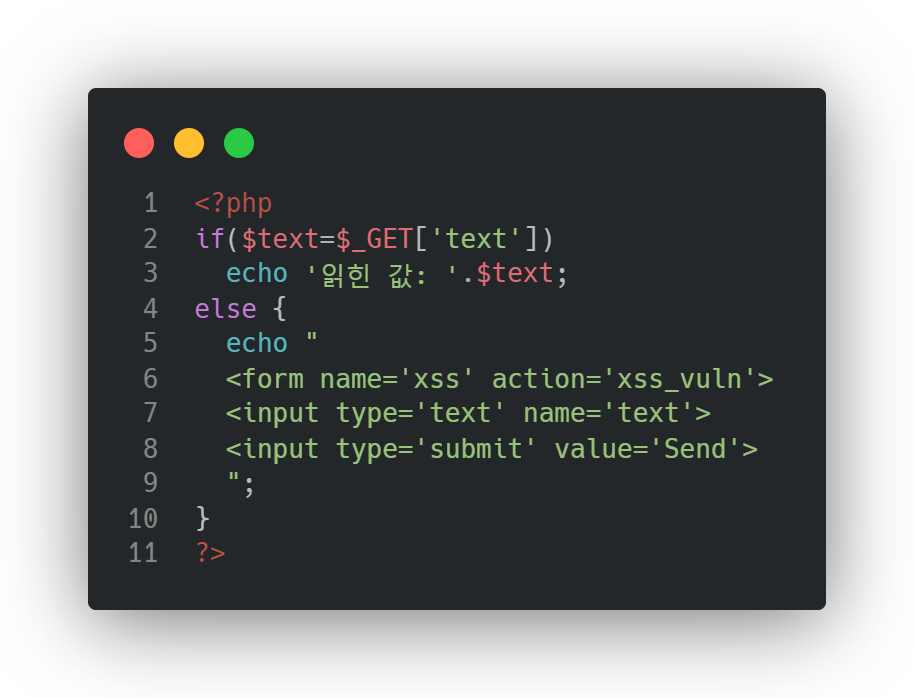 1 <?php
2 if($text=$_GET['text'])
3   echo '읽힌 값: '.$text;
4 else {
5   echo "
6   <form name='xss' action='xss_vuln'>
7   <input type='text' name='text'>
8   <input type='submit' value='Send'>
9   ";
10 }
11 ?>